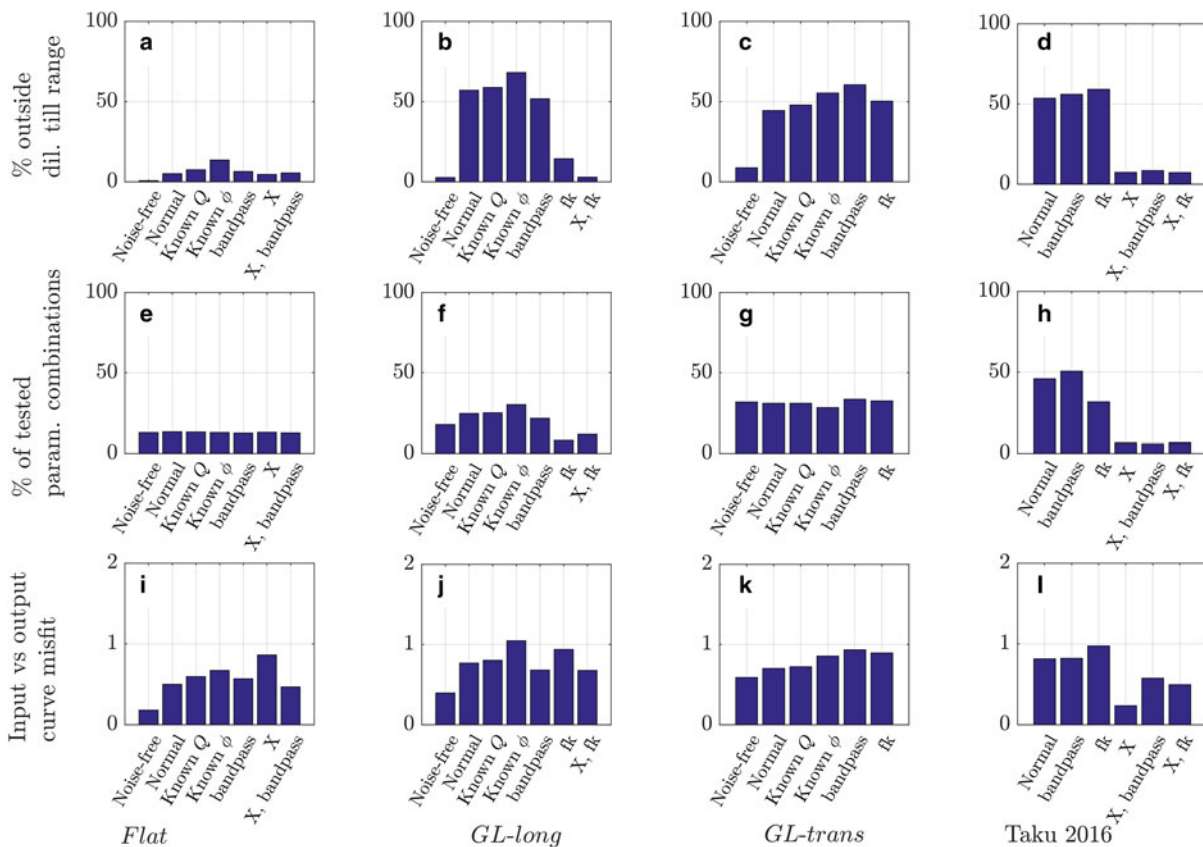 % outside
dil. till range
100
50
0
a
Noise-free
Normal
Known Q
Known ϕ
bandpass
X
X, bandpass
100
50
0
b
Noise-free
Normal
Known Q
Known ϕ
bandpass
fk
X, fk
100
50
0
c
Noise-free
Normal
Known Q
Known ϕ
bandpass
fk
100
50
0
d
Normal
bandpass
fk
X
X, bandpass
X, fk
% of tested
param. combinations
100
50
0
e
Noise-free
Normal
Known Q
Known ϕ
bandpass
X
X, bandpass
100
50
0
f
Noise-free
Normal
Known Q
Known ϕ
bandpass
fk
X, fk
100
50
0
g
Noise-free
Normal
Known Q
Known ϕ
bandpass
fk
100
50
0
h
Normal
bandpass
fk
X
X, bandpass
X, fk
Input vs output
curve misfit
2
1
0
i
Noise-free
Normal
Known Q
Known ϕ
bandpass
X
X, bandpass
2
1
0
j
Noise-free
Normal
Known Q
Known ϕ
bandpass
fk
X, fk
2
1
0
k
Noise-free
Normal
Known Q
Known ϕ
bandpass
fk
2
1
0
l
Normal
bandpass
fk
X
X, bandpass
X, fk
Flat
GL-long
GL-trans
Taku 2016